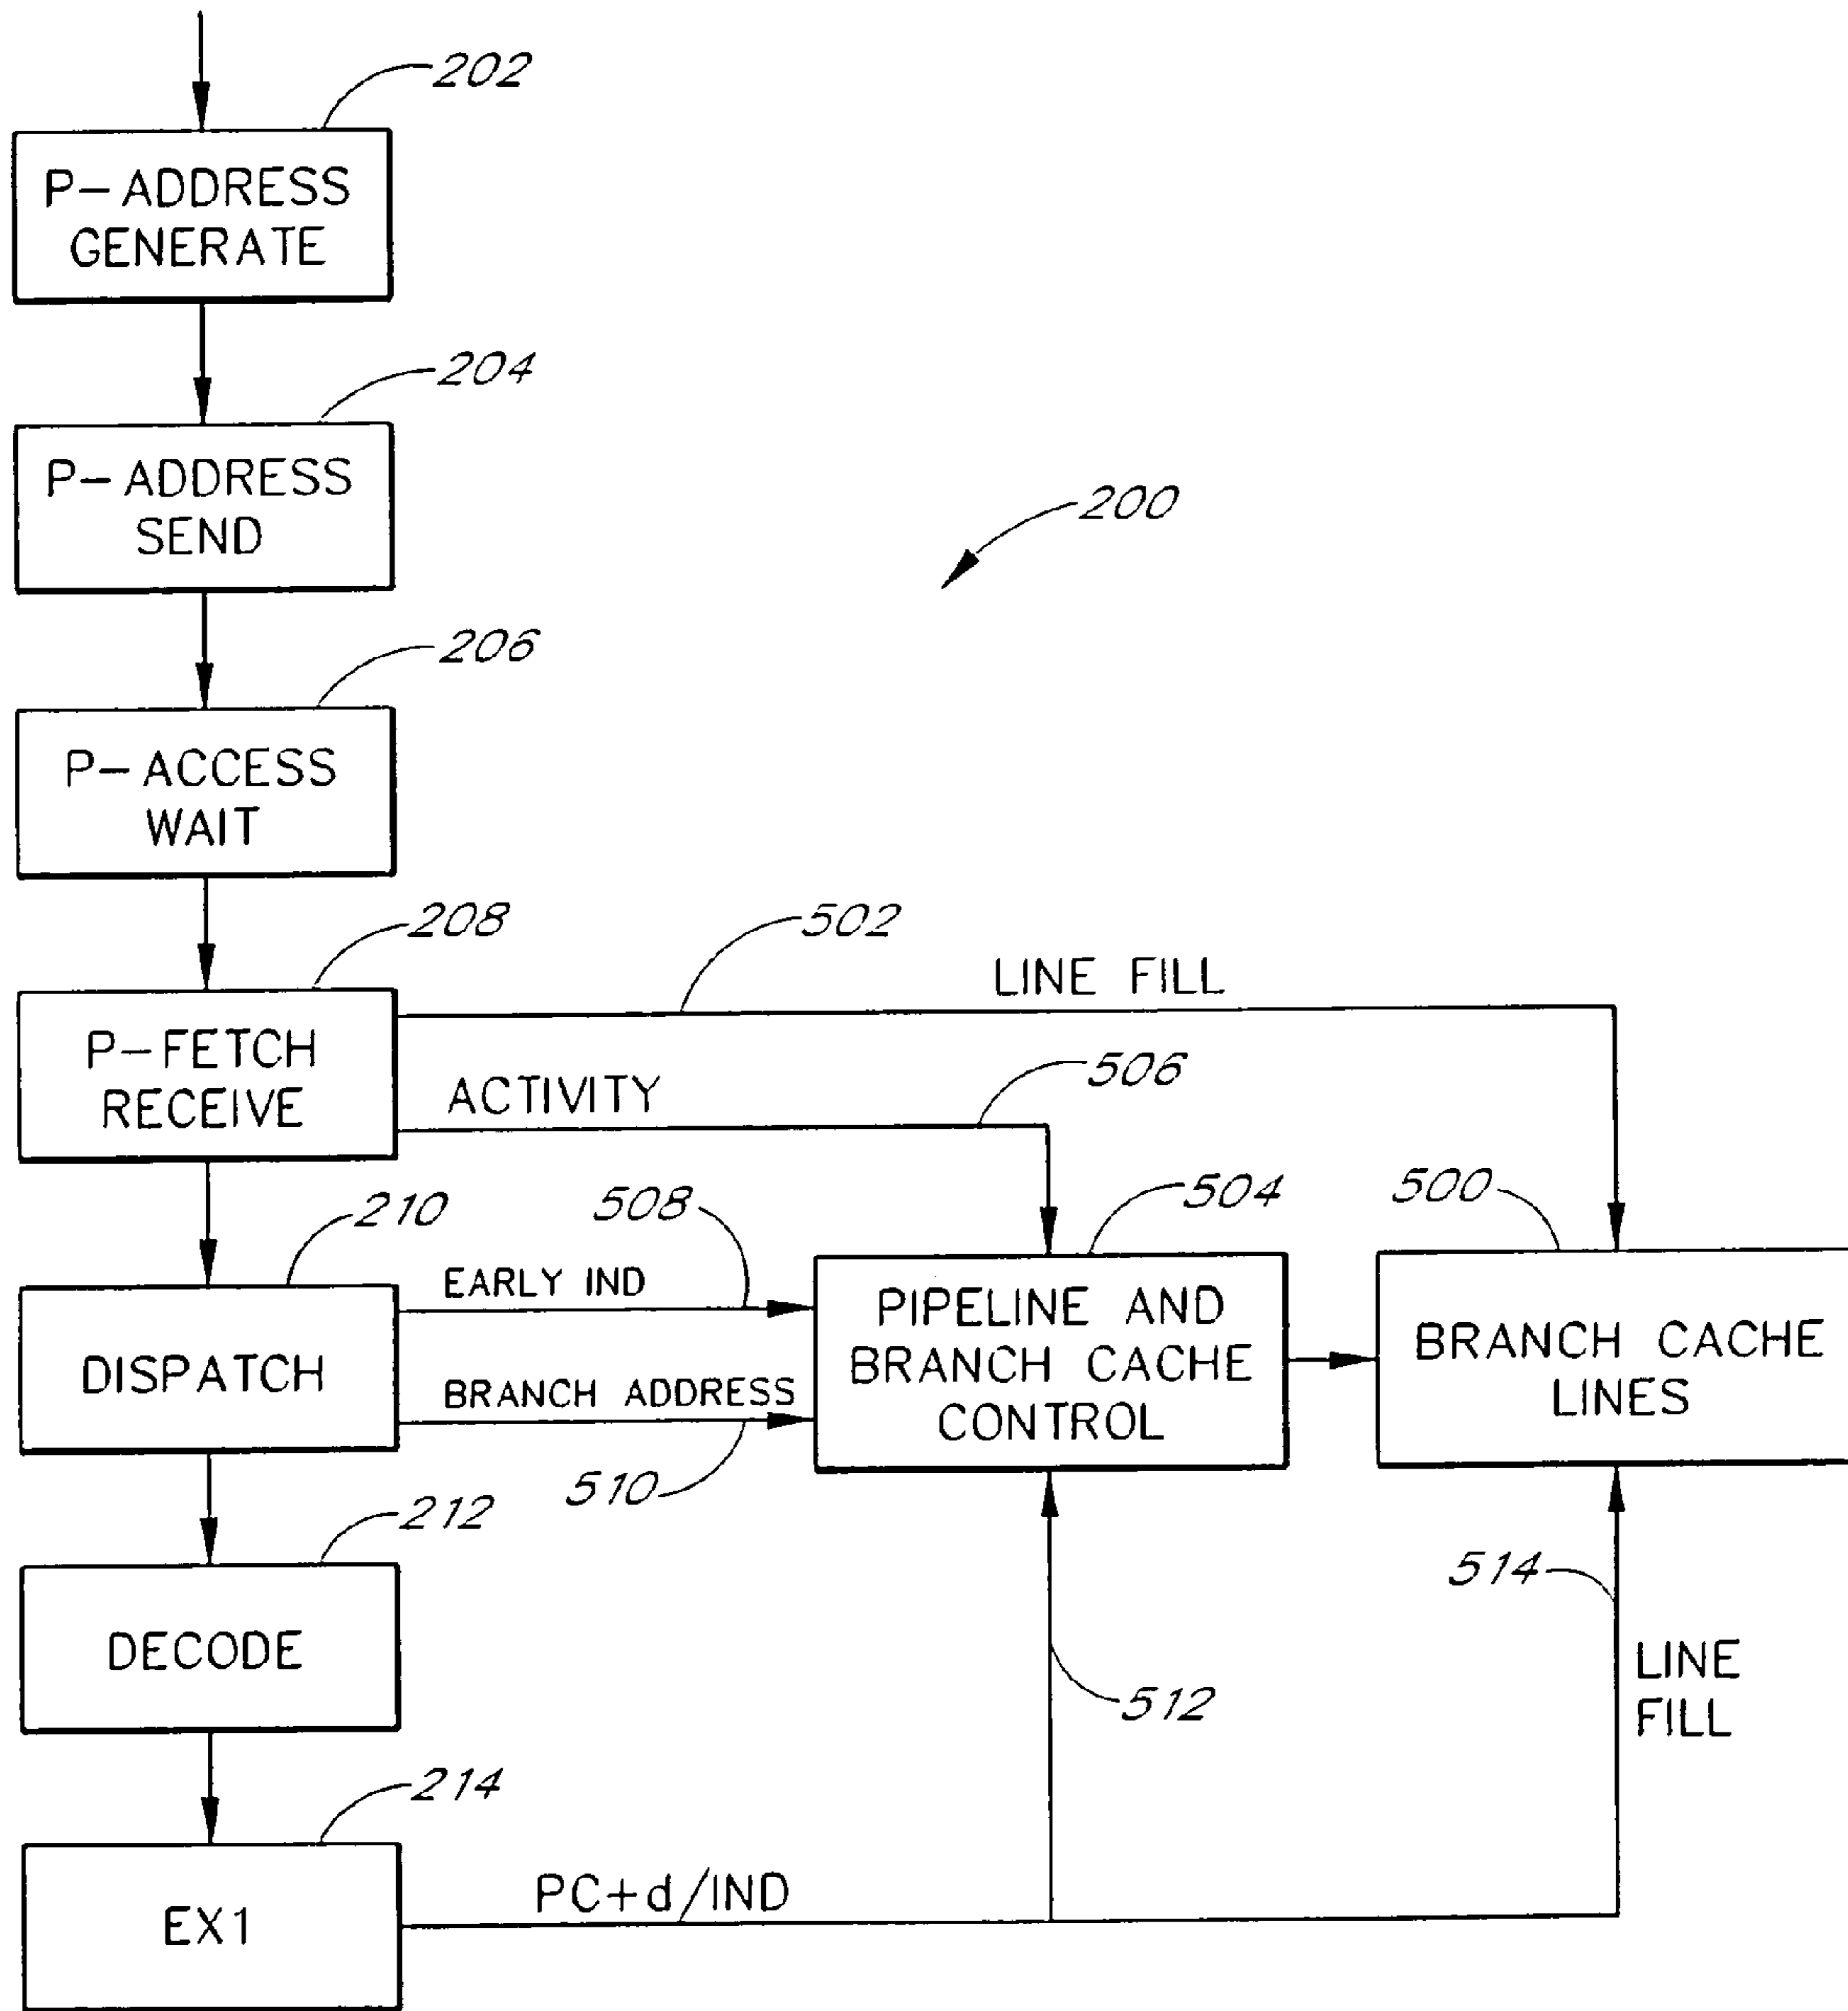 202
P-ADDRESS
GENERATE
204
P-ADDRESS
SEND
200
206
P-ACCESS
WAIT
208
502
LINE FILL
P-FETCH
RECEIVE
ACTIVITY
506
210
508
504
500
EARLY IND
DISPATCH
BRANCH ADDRESS
PIPELINE AND
BRANCH CACHE
CONTROL
BRANCH CACHE
LINES
510
212
DECODE
514
512
LINE
FILL
214
EX1
PC+d/IND